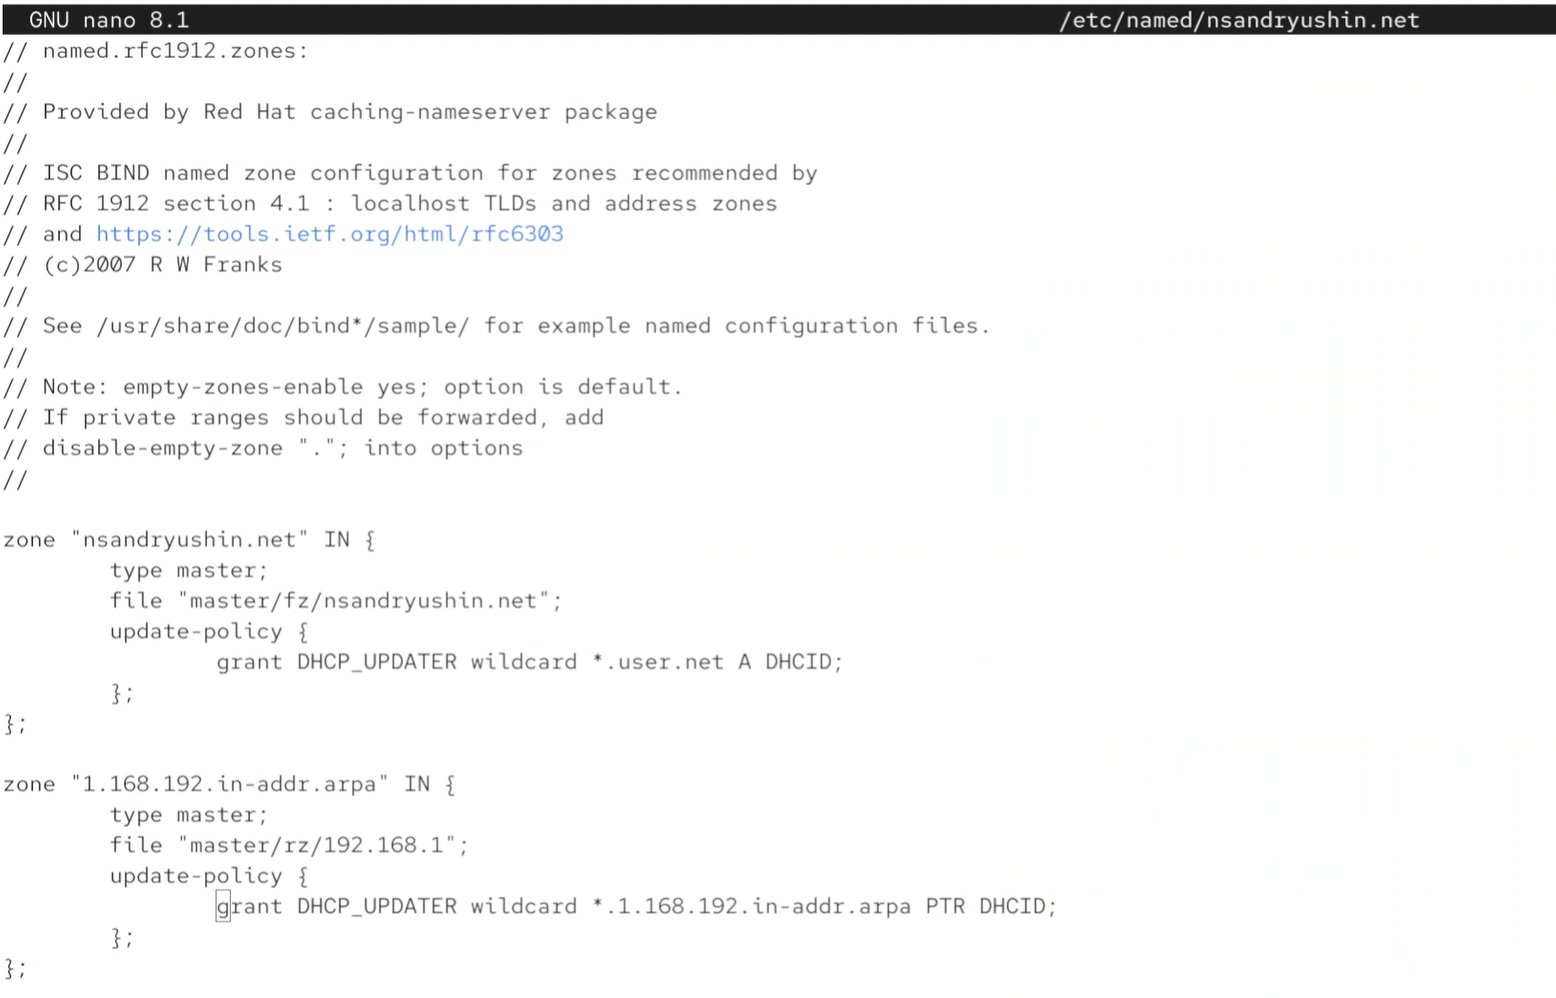 GNU nano 8.1 /etc/named/nsandryushin.net
// named.rfc1912.zones:
//
// Provided by Red Hat caching-nameserver package
//
// ISC BIND named zone configuration for zones recommended by
// RFC 1912 section 4.1 : localhost TLDs and address zones
// and https://tools.ietf.org/html/rfc6303
// (c)2007 R W Franks
//
// See /usr/share/doc/bind*/sample/ for example named configuration files.
//
// Note: empty-zones-enable yes; option is default.
// If private ranges should be forwarded, add
// disable-empty-zone "."; into options
//
zone "nsandryushin.net" IN {
type master;
file "master/fz/nsandryushin.net";
update-policy {
grant DHCP_UPDATER wildcard *.user.net A DHCID;
};
};
zone "1.168.192.in-addr.arpa" IN {
type master;
file "master/rz/192.168.1";
update-policy {
grant DHCP_UPDATER wildcard *.1.168.192.in-addr.arpa PTR DHCID;
};
};